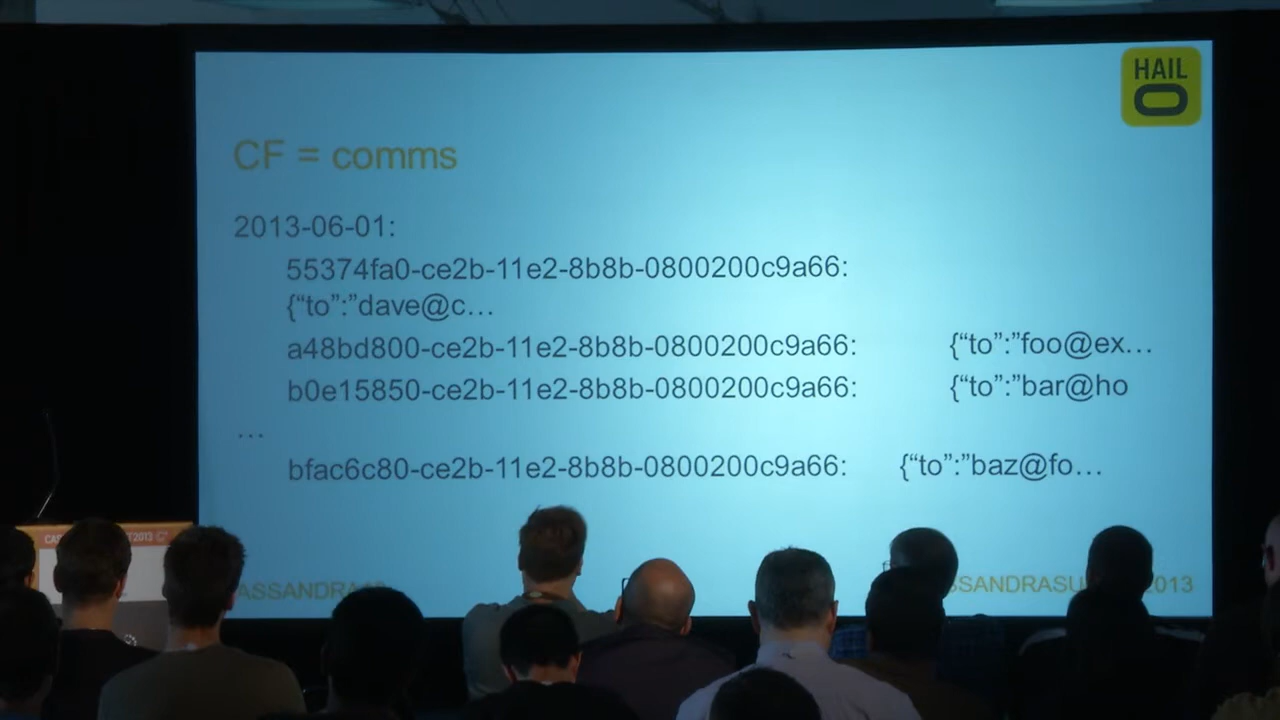 HAIL
O
CF = comms
2013-06-01:
55374fa0-ce2b-11e2-8b8b-0800200c9a66:
{“to”:”dave@c…
a48bd800-ce2b-11e2-8b8b-0800200c9a66: {“to”:”foo@ex…
b0e15850-ce2b-11e2-8b8b-0800200c9a66: {“to”:”bar@ho
…
bfac6c80-ce2b-11e2-8b8b-0800200c9a66: {“to”:”baz@fo…
2013